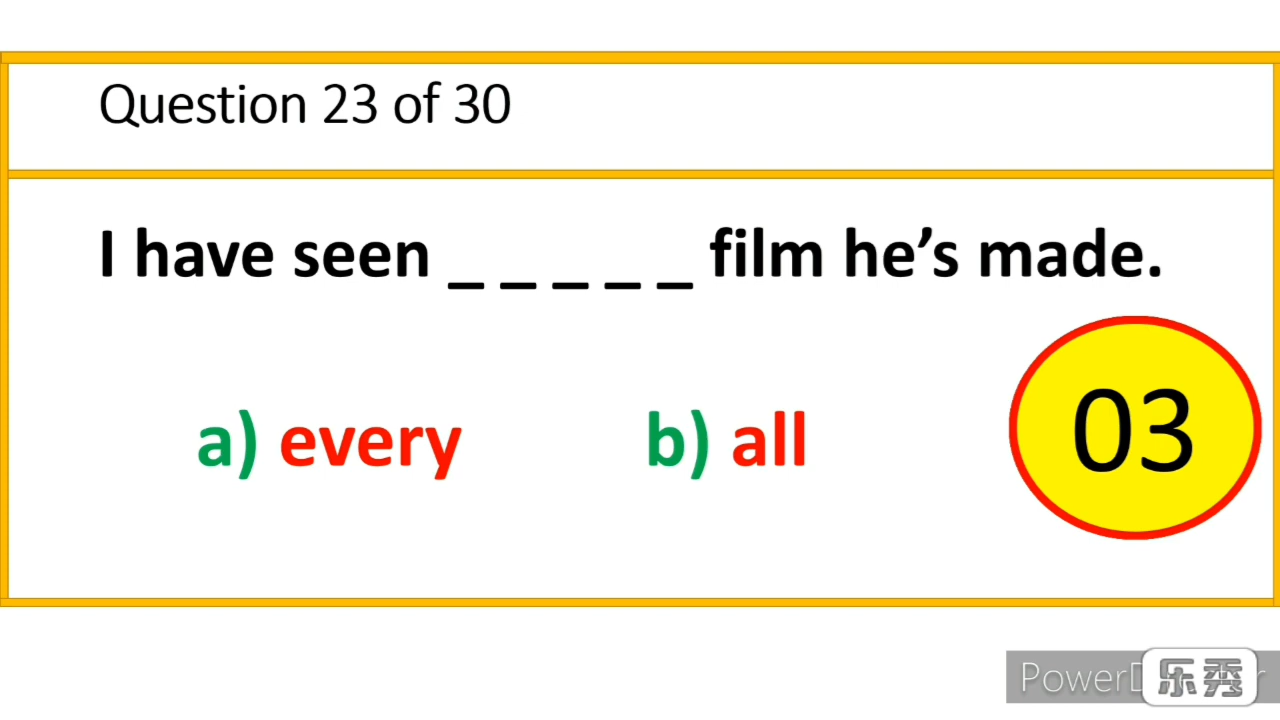 Question 23 of 30
I have seen _ _ _ _ _ film he’s made.
a) every b) all
03
乐秀